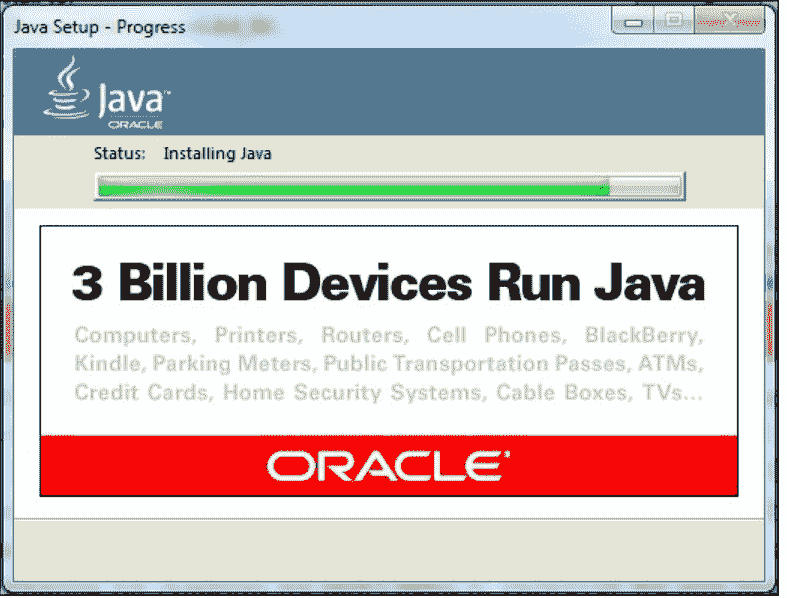 Java Setup - Progress
Java™
ORACLE
Status: Installing Java
3 Billion Devices Run Java
Computers, Printers, Routers, Cell Phones, BlackBerry,
Kindle, Parking Meters, Public Transportation Passes, ATMs,
Credit Cards, Home Security Systems, Cable Boxes, TVs...
ORACLE®